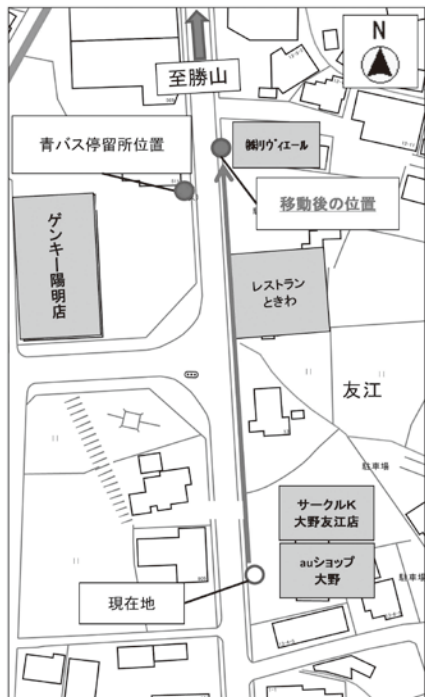 N
至勝山
㈱リヴィエール
青バス停留所位置
移動後の位置
ゲンキー陽明店
レストラン
ときわ
友江
駐車場
サークルK
大野友江店
auショップ
大野
駐車場
現在地